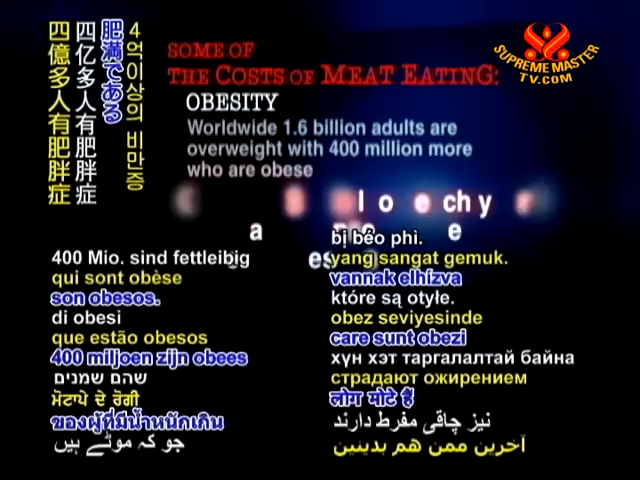 SOME OF
THE COSTS OF MEAT EATING:
OBESITY
Worldwide 1.6 billion adults are
overweight with 400 million more
who are obese
SUPREME MASTER
TV.COM
4억이상의 비만증
肥満である
四亿多人有肥胖症
四億多人有肥胖症
400 Mio. sind fettleibig
qui sont obèse
son obesos.
di obesi
que estão obesos
400 miljoen zijn obees
שהם שמנים
ਮੋਟਾਪੇ ਦੇ ਰੋਗੀ
ของผู้ที่มีน้ำหนักเกิน
جو کہ موٹے ہیں
bị béo phì.
yang sangat gemuk.
vannak elhízva
które są otyłe.
obez seviyesinde
care sunt obezi
хүн хэт таргалалтай байна
страдают ожирением
लोग मोटे हैं
نیز چاقی مفرط دارند
آخرین ممن هم بدينين